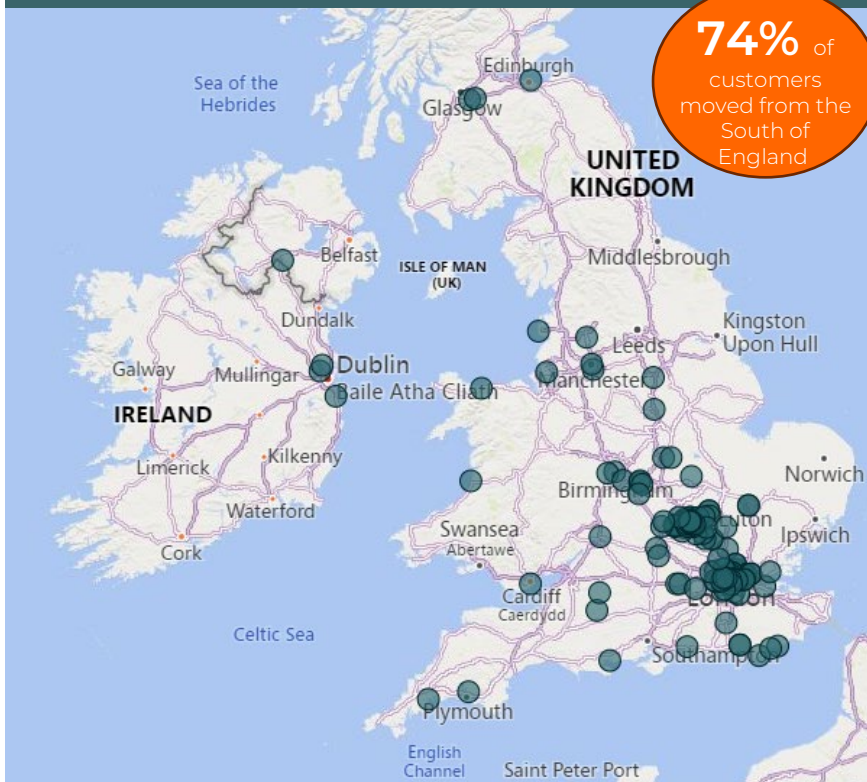 74% of
customers
moved from the
South of
England
Sea of the
Hebrides
Edinburgh
Glasgow
UNITED
KINGDOM
Belfast
ISLE OF MAN
(UK)
Middlesbrough
Dundalk
Leeds
Kingston
Upon Hull
Galway
Mullingar
Dublin
Manchester
Baile Atha Cliath
IRELAND
Limerick
Kilkenny
Birmingham
Norwich
Waterford
Swansea
Abertawe
Luton
Ipswich
Cork
Cardiff
Caerdydd
London
Celtic Sea
Southampton
Plymouth
English
Channel
Saint Peter Port